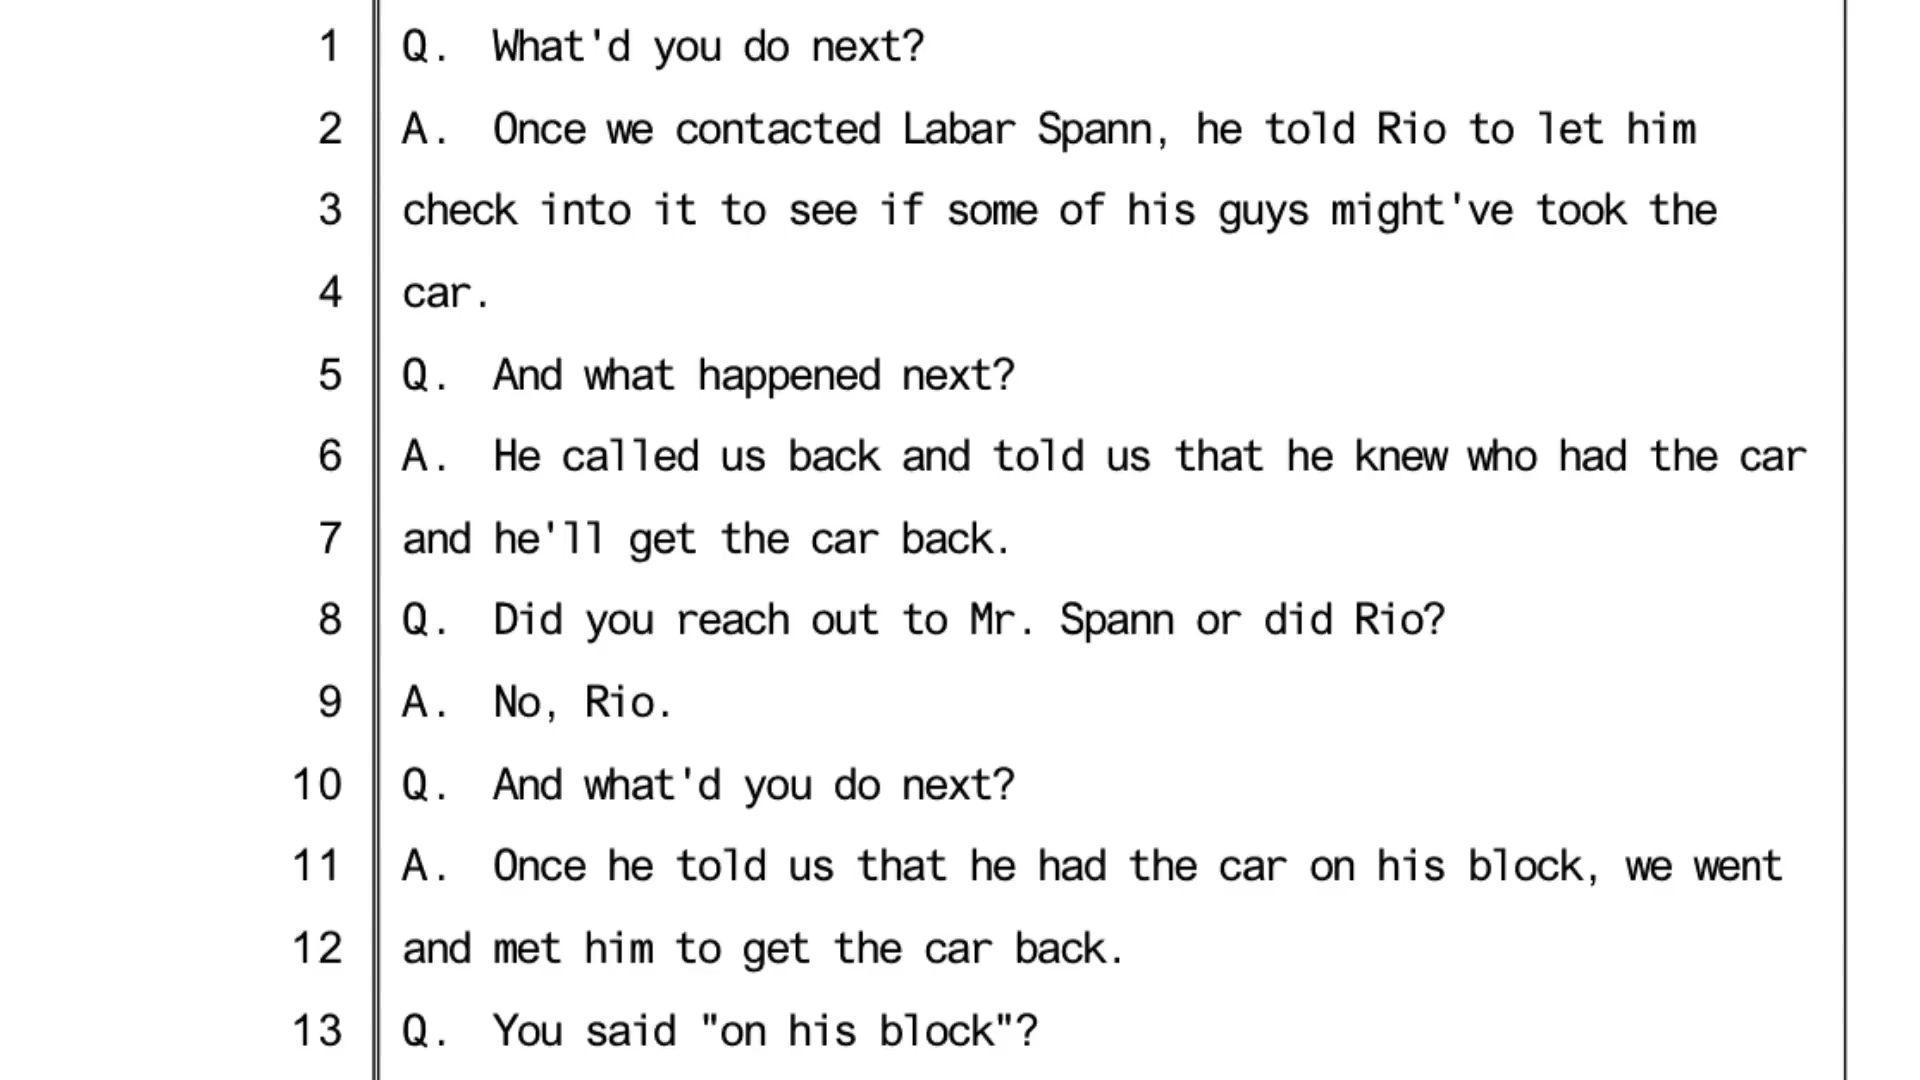 1 Q. What'd you do next?
2 A. Once we contacted Labar Spann, he told Rio to let him
3 check into it to see if some of his guys might've took the
4 car.
5 Q. And what happened next?
6 A. He called us back and told us that he knew who had the car
7 and he'll get the car back.
8 Q. Did you reach out to Mr. Spann or did Rio?
9 A. No, Rio.
10 Q. And what'd you do next?
11 A. Once he told us that he had the car on his block, we went
12 and met him to get the car back.
13 Q. You said "on his block"?